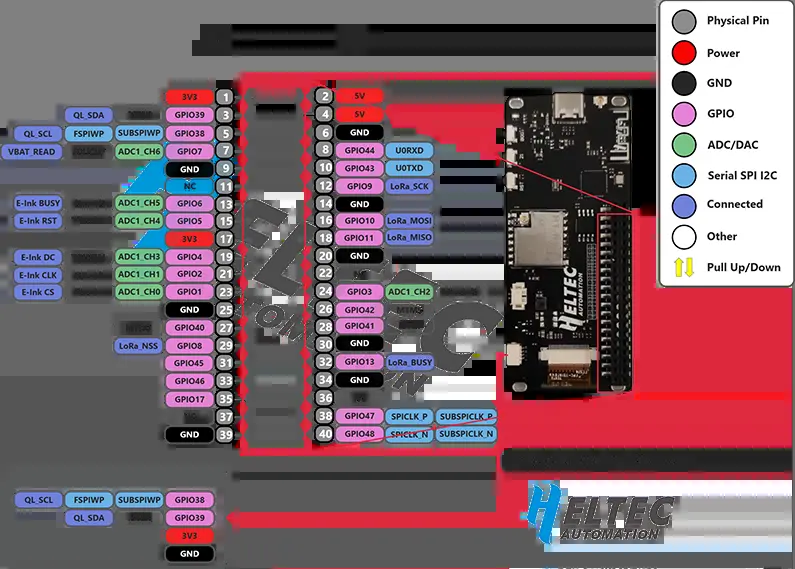 Physical Pin
Power
GND
GPIO
ADC/DAC
Serial SPI I2C
Connected
Other
Pull Up/Down
3V3 1
QL_SDA GPIO39 3
QL_SCL FSPIWP SUBSPIWP GPIO38 5
VBAT_READ ADC1_CH6 GPIO7 7
GND 9
NC 11
E-Ink BUSY ADC1_CH5 GPIO6 13
E-Ink RST ADC1_CH4 GPIO5 15
3V3 17
E-Ink DC ADC1_CH3 GPIO4 19
E-Ink CLK ADC1_CH1 GPIO2 21
E-Ink CS ADC1_CH0 GPIO1 23
GND 25
GPIO40 27
LoRa_NSS GPIO8 29
GPIO45 31
GPIO46 33
GPIO17 35
37
GND 39
2 5V
4 5V
6 GND
8 GPIO44 U0RXD
10 GPIO43 U0TXD
12 GPIO9 LoRa_SCK
14 GND
16 GPIO10 LoRa_MOSI
18 GPIO11 LoRa_MISO
20 GND
22
24 GPIO3 ADC1_CH2
26 GPIO42 MTMS
28 GPIO41
30 GND
32 GPIO13 LoRa_BUSY
34 GND
36
38 GPIO47 SPICLK_P SUBSPICLK_P
40 GPIO48 SPICLK_N SUBSPICLK_N
HELTEC
AUTOMATION
QL_SCL FSPIWP SUBSPIWP GPIO38
QL_SDA GPIO39
3V3
GND
HELTEC
AUTOMATION